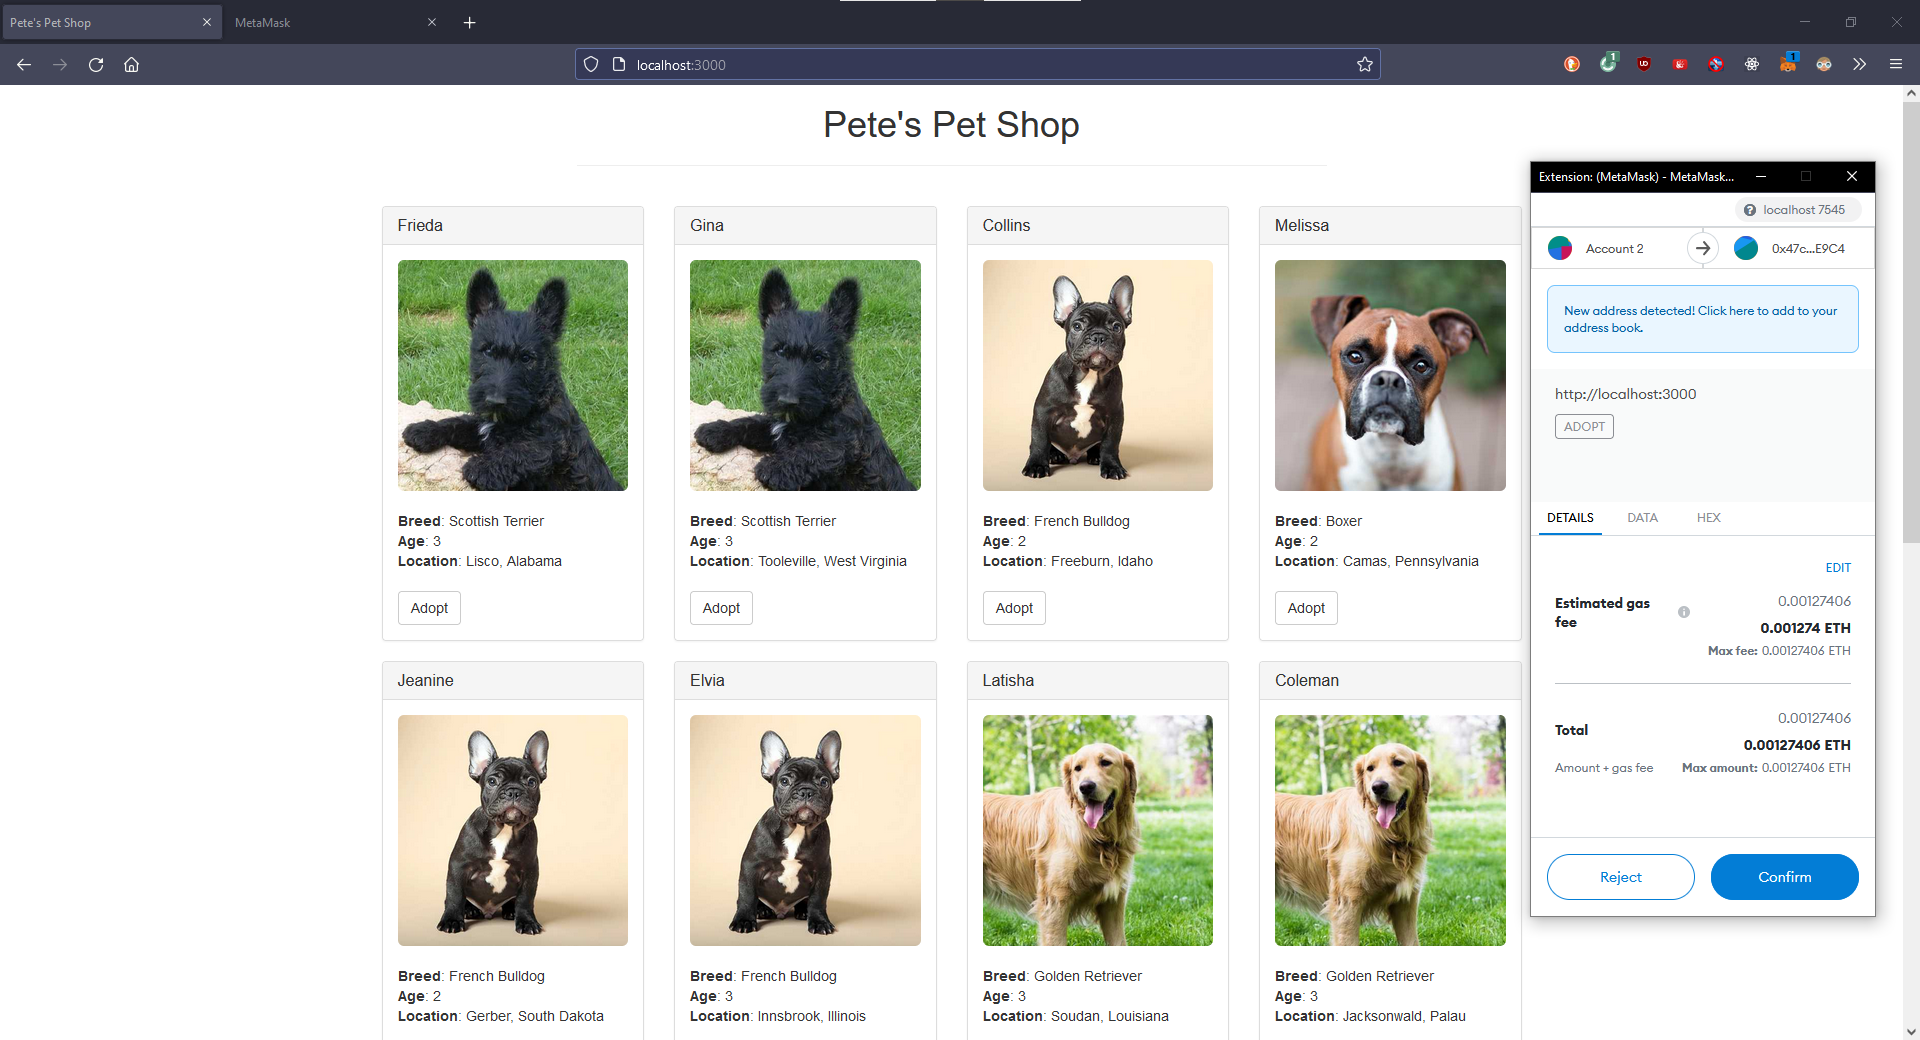 Pete's Pet Shop
MetaMask
localhost:3000
1
1
Pete's Pet Shop
Frieda
Breed: Scottish Terrier
Age: 3
Location: Lisco, Alabama
Adopt
Gina
Breed: Scottish Terrier
Age: 3
Location: Tooleville, West Virginia
Adopt
Collins
Breed: French Bulldog
Age: 2
Location: Freeburn, Idaho
Adopt
Melissa
Breed: Boxer
Age: 2
Location: Camas, Pennsylvania
Adopt
Jeanine
Breed: French Bulldog
Age: 2
Location: Gerber, South Dakota
Elvia
Breed: French Bulldog
Age: 3
Location: Innsbrook, Illinois
Latisha
Breed: Golden Retriever
Age: 3
Location: Soudan, Louisiana
Coleman
Breed: Golden Retriever
Age: 3
Location: Jacksonwald, Palau
Extension: (MetaMask) - MetaMask...
localhost 7545
Account 2
0x47c...E9C4
New address detected! Click here to add to your
address book.
http://localhost:3000
ADOPT
DETAILS DATA HEX
EDIT
Estimated gas
fee
0.00127406
0.001274 ETH
Max fee: 0.00127406 ETH
Total
0.00127406
0.00127406 ETH
Amount + gas fee
Max amount: 0.00127406 ETH
Reject
Confirm